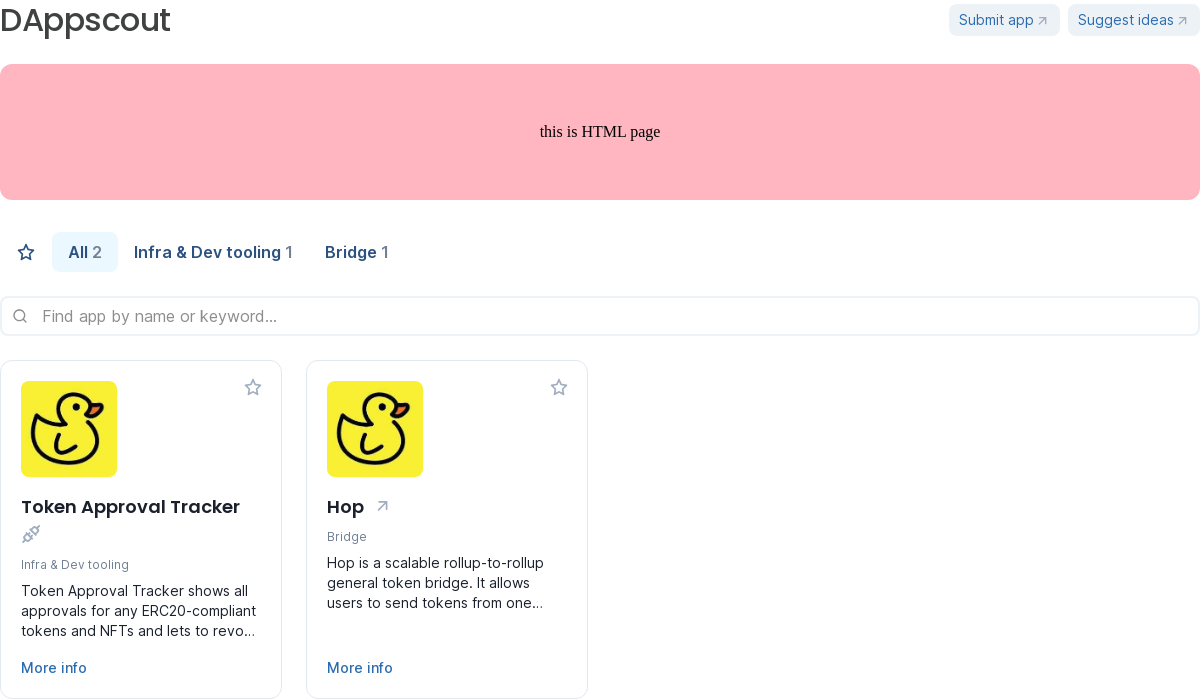 DAppscout
Submit app
Suggest ideas
this is HTML page
All 2
Infra & Dev tooling 1
Bridge 1
Find app by name or keyword...
Token Approval Tracker
Infra & Dev tooling
Token Approval Tracker shows all
approvals for any ERC20-compliant
tokens and NFTs and lets to revo...
More info
Hop
Bridge
Hop is a scalable rollup-to-rollup
general token bridge. It allows
users to send tokens from one...
More info